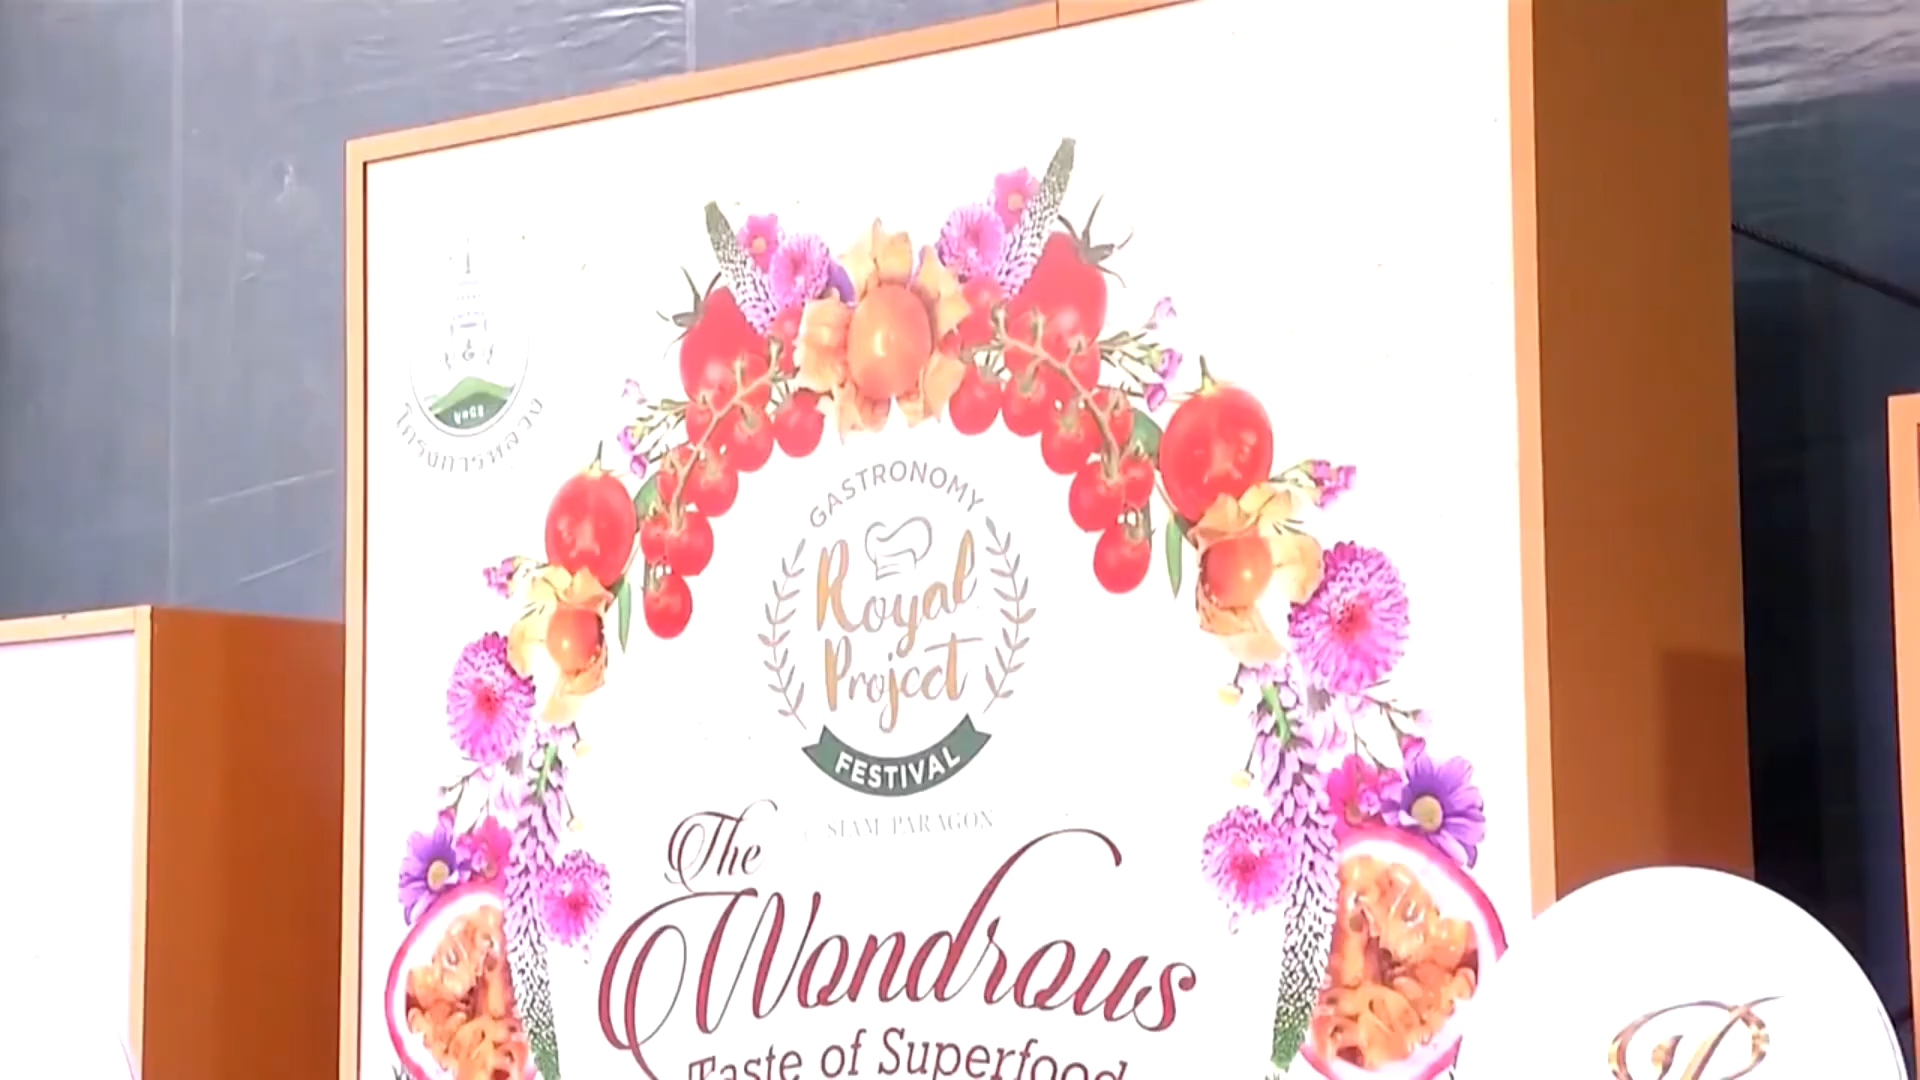 โครงการหลวง
GASTRONOMY
Royal
Project
FESTIVAL
SIAM PARAGON
The
Wondrous
Taste of Superfood